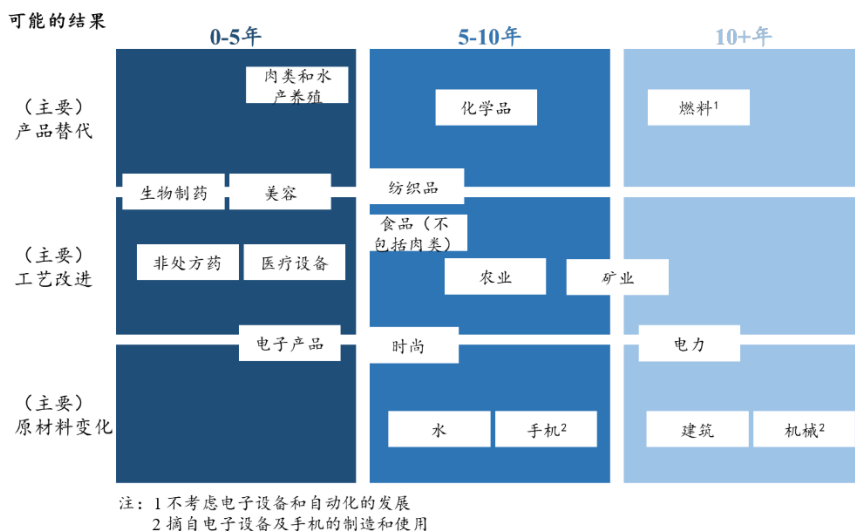 可能的结果
0-5年
5-10年
10+年
（主要）
产品替代
肉类和水
产养殖
化学品
燃料¹
生物制药
美容
纺织品
（主要）
工艺改进
食品（不
包括肉类）
非处方药
医疗设备
农业
矿业
电子产品
时尚
电力
（主要）
原材料变化
水
手机²
建筑
机械²
注：1 不考虑电子设备和自动化的发展
2 摘自电子设备及手机的制造和使用